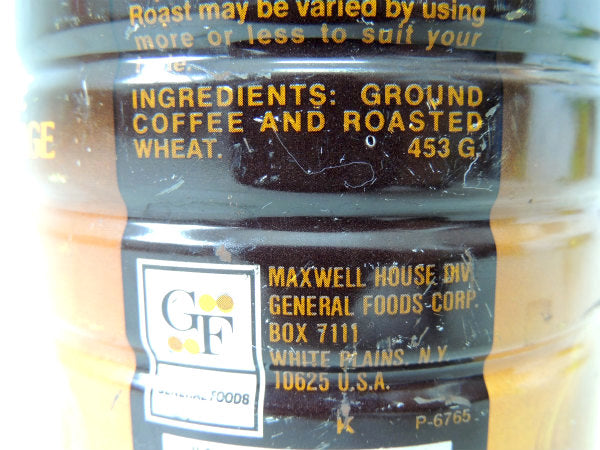 Roast may be varied by using
more or less to suit your
INGREDIENTS: GROUND
COFFEE AND ROASTED
WHEAT. 453 G.
GF
GENERAL FOODS
MAXWELL HOUSE DIV.
GENERAL FOODS CORP.
BOX 7111
WHITE PLAINS, N.Y.
10625 U.S.A.
K P-6765